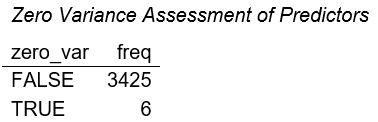 Zero Variance Assessment of Predictors
zero_var freq
FALSE 3425
TRUE 6